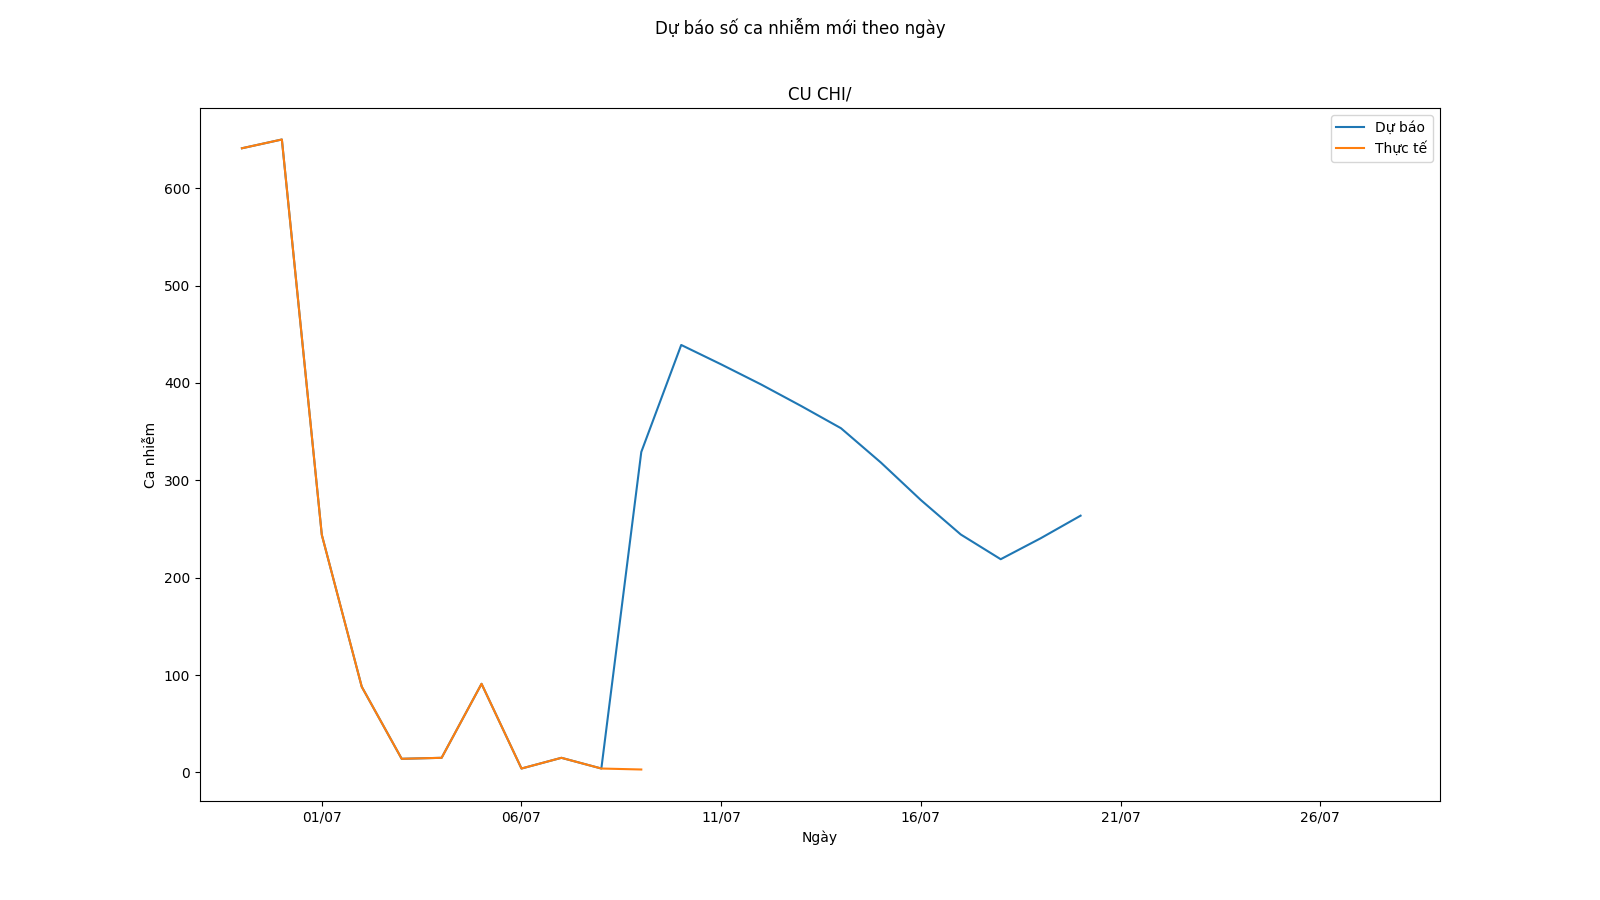 Dự báo số ca nhiễm mới theo ngày
CU CHI/
Dự báo
Thực tế
600
500
400
300
200
100
0
Ca nhiễm
01/07 06/07 11/07 16/07 21/07 26/07
Ngày